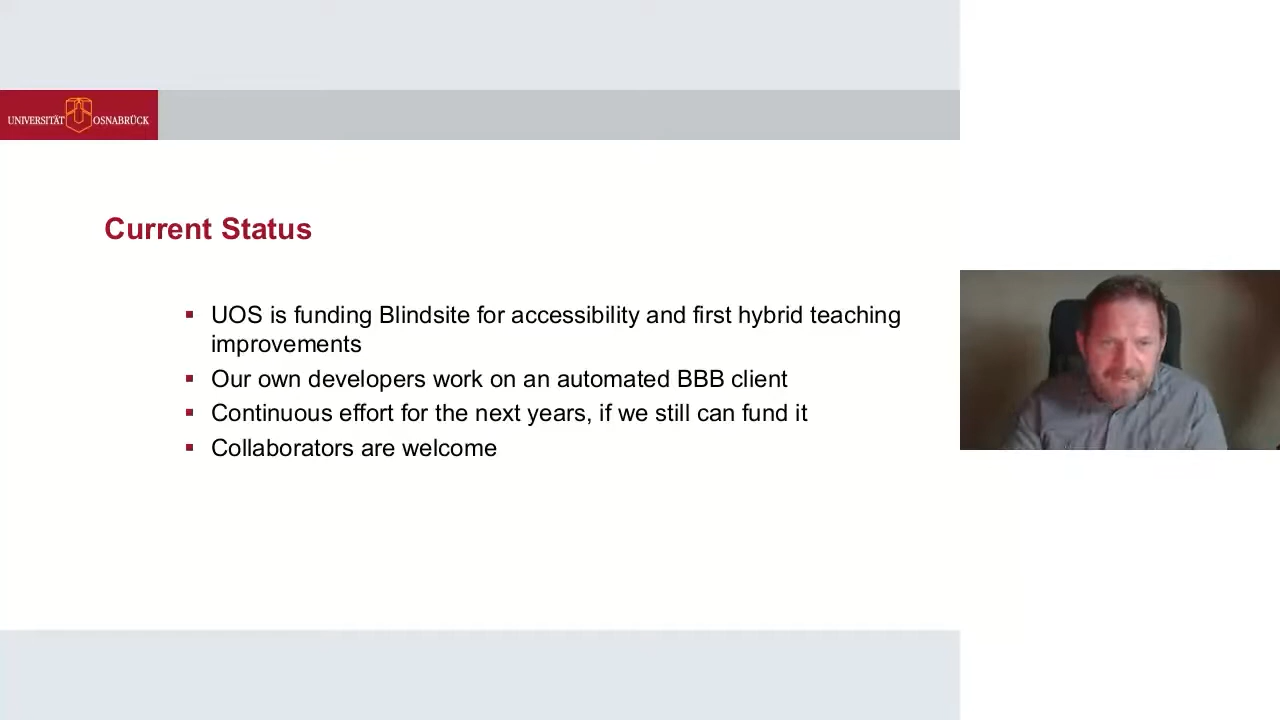 UNIVERSITÄT OSNABRÜCK
Current Status
UOS is funding Blindsite for accessibility and first hybrid teaching
improvements
Our own developers work on an automated BBB client
Continuous effort for the next years, if we still can fund it
Collaborators are welcome